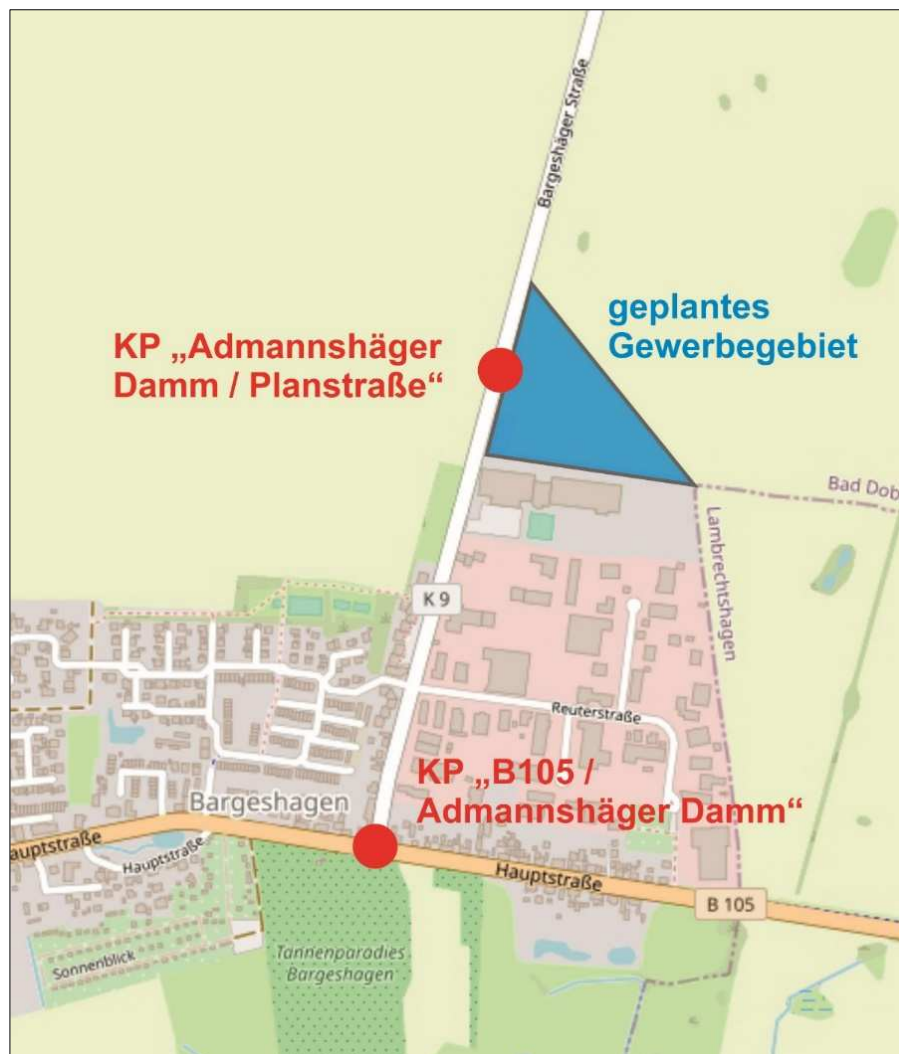 Bargeshäger Straße
geplantes
Gewerbegebiet
KP „Admannshäger
Damm / Planstraße“
Bad Dob
Lambrechtshagen
K 9
Reuterstraße
KP „B105 /
Admannshäger Damm“
Bargeshagen
auptstraße
Hauptstraße
Hauptstraße
B 105
Tannenparadies
Bargeshagen
Sonnenblick